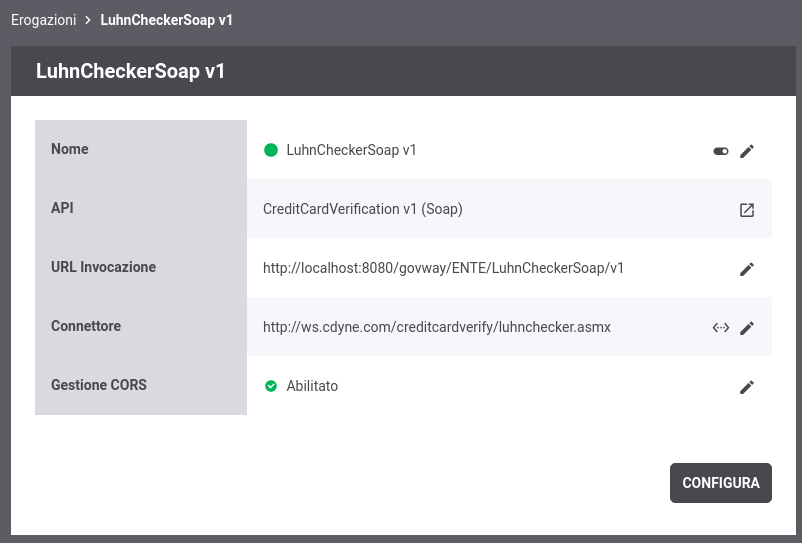 Erogazioni > LuhnCheckerSoap v1
LuhnCheckerSoap v1
Nome LuhnCheckerSoap v1
API CreditCardVerification v1 (Soap)
URL Invocazione http://localhost:8080/govway/ENTE/LuhnCheckerSoap/v1
Connettore http://ws.cdyne.com/creditcardverify/luhnchecker.asmx
Gestione CORS Abilitato
CONFIGURA